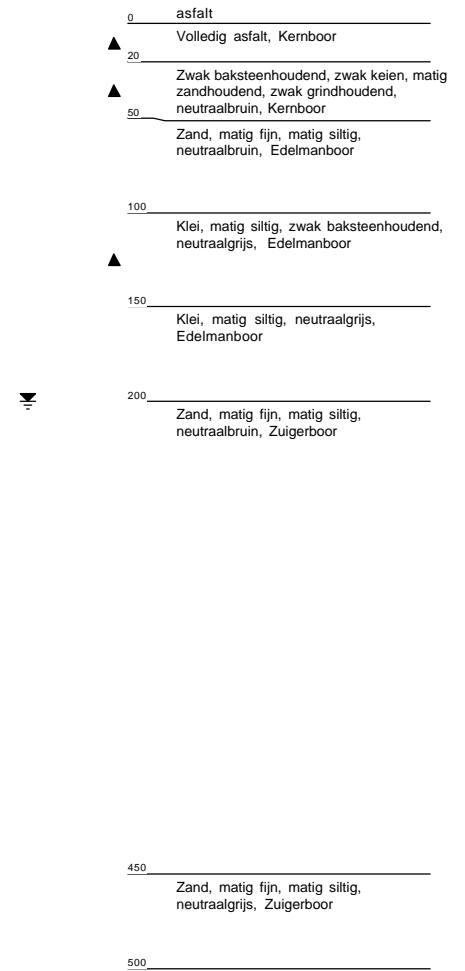 0 asfalt
Volledig asfalt, Kernboor
20
Zwak baksteenhoudend, zwak keien, matig
zandhoudend, zwak grindhoudend,
neutraalbruin, Kernboor
50
Zand, matig fijn, matig siltig,
neutraalbruin, Edelmanboor
100
Klei, matig siltig, zwak baksteenhoudend,
neutraalgrijs, Edelmanboor
150
Klei, matig siltig, neutraalgrijs,
Edelmanboor
200
Zand, matig fijn, matig siltig,
neutraalbruin, Zuigerboor
450
Zand, matig fijn, matig siltig,
neutraalgrijs, Zuigerboor
500